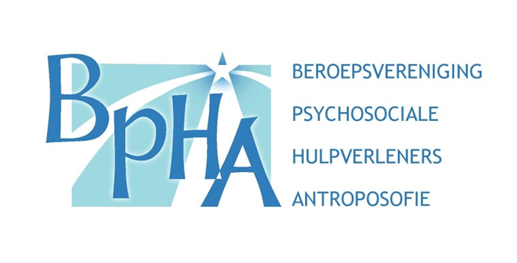 BpHA
BEROEPSVERENIGING
PSYCHOSOCIALE
HULPVERLENERS
ANTROPOSOFIE